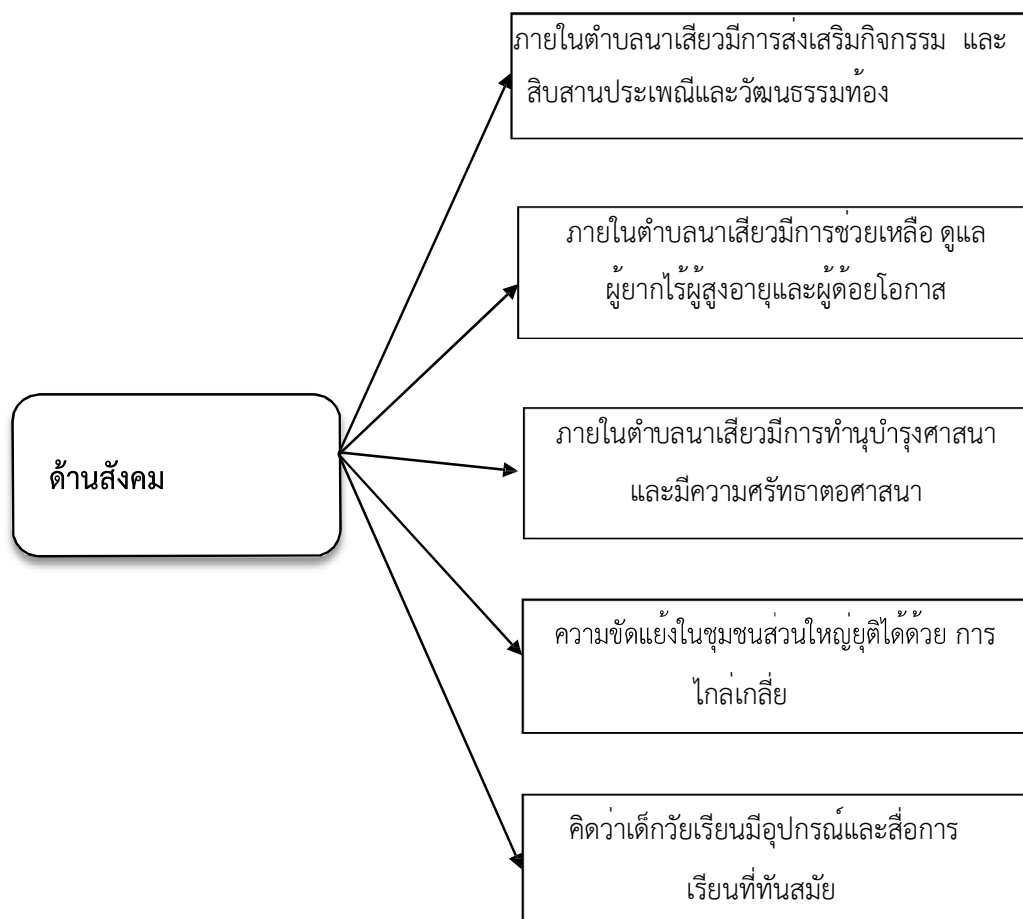 ภายในตำบลนาเสียวมีการส่งเสริมกิจกรรม และ
สิบสานประเพณีและวัฒนธรรมท้อง
ภายในตำบลนาเสียวมีการช่วยเหลือ ดูแล
ผู้ยากไร้ผู้สูงอายุและผู้ด้อยโอกาส
ด้านสังคม
ภายในตำบลนาเสียวมีการทำนุบำรุงศาสนา
และมีความศรัทธาตอศาสนา
ความขัดแย้งในชุมชนส่วนใหญ่ยุติได้ด้วย การ
ไกล่เกลี่ย
คิดว่าเด็กวัยเรียนมีอุปกรณ์และสื่อการ
เรียนที่ทันสมัย